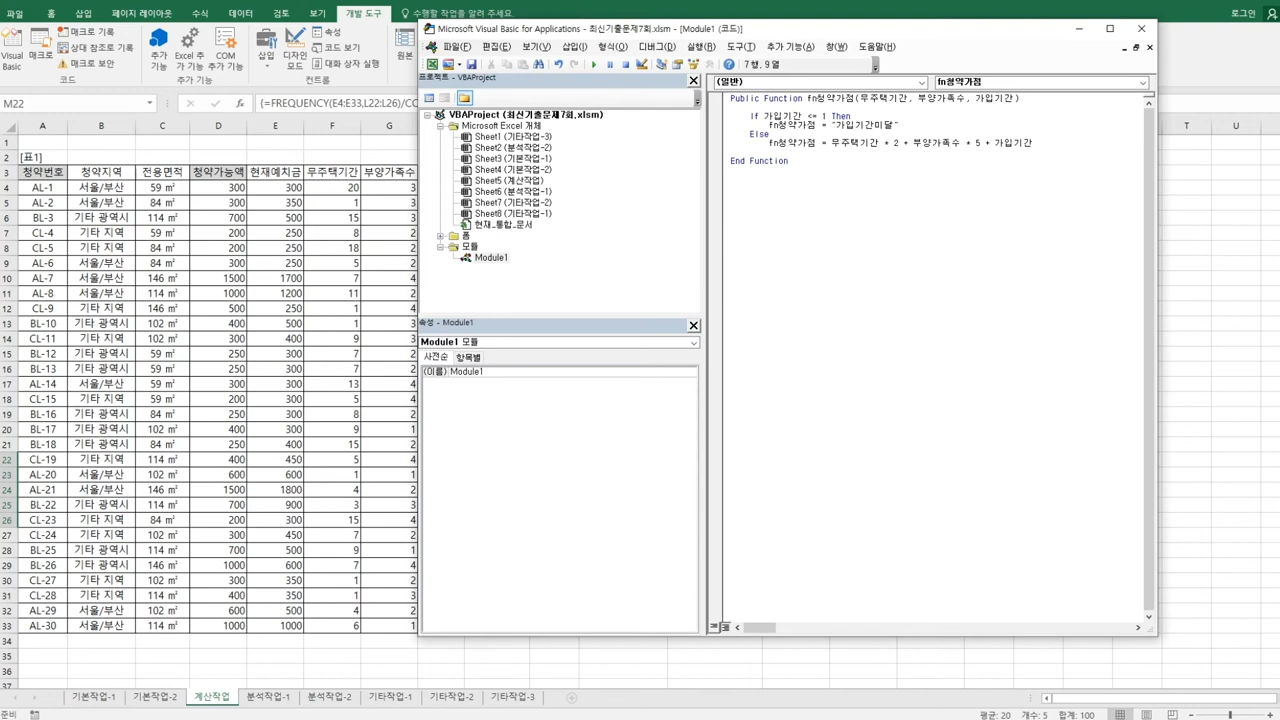 파일 홈 삽입 페이지 레이아웃 수식 데이터 검토 보기 개발 도구 수행할 작업을 알려 주세요. 로그인
Visual Basic
매크로
매크로 기록
상대 참조로 기록
매크로 보안
코드
추가 기능
Excel 추가 기능
COM 추가 기능
추가 기능
삽입
디자인 모드
속성
코드 보기
대화 상자 실행
컨트롤
원본
M22 {=FREQUENCY(E4:E33,L22:L26)/CO
A B C D E F G T U
[표1]
청약번호 청약지역 전용면적 청약가능액 현재예치금 무주택기간 부양가족수
4 AL-1 서울/부산 59 ㎡ 300 300 20 3
5 AL-2 서울/부산 84 ㎡ 300 300 1 3
6 BL-3 기타 광역시 114 ㎡ 700 500 15 3
7 CL-4 기타 지역 59 ㎡ 200 250 8 2
8 CL-5 기타 지역 84 ㎡ 200 250 18 2
9 AL-6 서울/부산 84 ㎡ 300 300 5 2
10 AL-7 서울/부산 146 ㎡ 1500 1700 7 4
11 AL-8 서울/부산 114 ㎡ 1000 1200 11 2
12 CL-9 기타 지역 146 ㎡ 500 250 1 4
13 BL-10 기타 광역시 102 ㎡ 400 500 1 3
14 CL-11 기타 지역 102 ㎡ 300 400 9 3
15 BL-12 기타 광역시 59 ㎡ 250 300 7 2
16 BL-13 기타 광역시 59 ㎡ 250 300 7 2
17 AL-14 서울/부산 59 ㎡ 300 300 13 4
18 CL-15 기타 지역 59 ㎡ 200 300 5 4
19 BL-16 기타 광역시 84 ㎡ 250 300 8 2
20 BL-17 기타 광역시 102 ㎡ 400 300 9 1
21 BL-18 기타 광역시 84 ㎡ 250 400 15 2
22 CL-19 기타 지역 114 ㎡ 400 450 5 4
23 AL-20 서울/부산 102 ㎡ 600 600 1 1
24 AL-21 서울/부산 146 ㎡ 1500 1800 4 2
25 BL-22 기타 광역시 114 ㎡ 700 900 3 3
26 CL-23 기타 지역 84 ㎡ 200 300 15 4
27 CL-24 기타 지역 102 ㎡ 300 450 7 2
28 BL-25 기타 광역시 114 ㎡ 700 500 9 1
29 BL-26 기타 광역시 146 ㎡ 1000 600 7 4
30 CL-27 기타 지역 102 ㎡ 300 350 1 2
31 CL-28 기타 지역 114 ㎡ 400 350 1 3
32 AL-29 서울/부산 102 ㎡ 600 500 4 2
33 AL-30 서울/부산 114 ㎡ 1000 1000 6 1
34
35
36
37
기본작업-1 기본작업-2 계산작업 분석작업-1 분석작업-2 기타작업-1 기타작업-2 기타작업-3
준비 평균: 20 개수: 5 합계: 100
Microsoft Visual Basic for Applications - 최신기출문제7회.xlsm - [Module1 (코드)]
파일(F) 편집(E) 보기(V) 삽입(I) 형식(O) 디버그(D) 실행(R) 도구(T) 추가 기능(A) 창(W) 도움말(H)
7행, 9열
프로젝트 - VBAProject
VBAProject (최신기출문제7회.xlsm)
Microsoft Excel 개체
Sheet1 (기타작업-3)
Sheet2 (분석작업-2)
Sheet3 (기본작업-1)
Sheet4 (기본작업-2)
Sheet5 (계산작업)
Sheet6 (분석작업-1)
Sheet7 (기타작업-2)
Sheet8 (기타작업-1)
현재_통합_문서
폼
모듈
Module1
속성 - Module1
Module1 모듈
사전순 항목별
(이름) Module1
(일반) fn청약가점
Public Function fn청약가점(무주택기간, 부양가족수, 가입기간)
If 가입기간 <= 1 Then
fn청약가점 = "가입기간미달"
Else
fn청약가점 = 무주택기간 * 2 + 부양가족수 * 5 + 가입기간
End Function